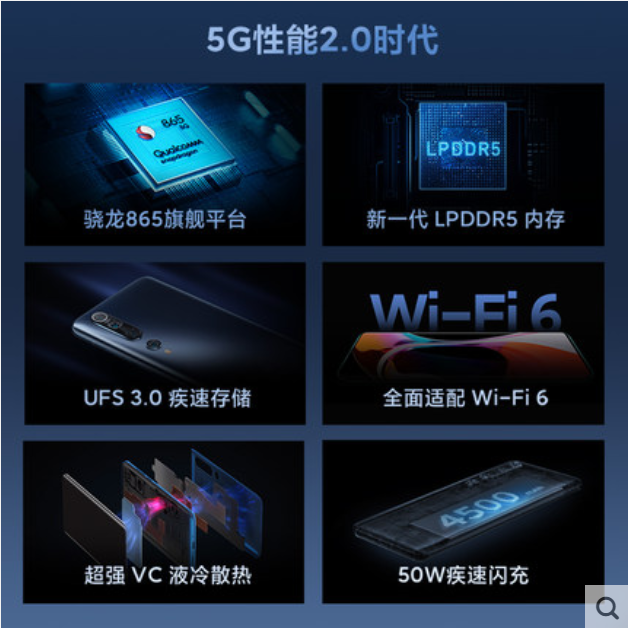 5G性能2.0时代
865
5G
Qualcomm
snapdragon
骁龙865旗舰平台
LPDDR5
新一代 LPDDR5 内存
UFS 3.0 疾速存储
Wi-Fi 6
全面适配 Wi-Fi 6
超强 VC 液冷散热
4500
50W疾速闪充